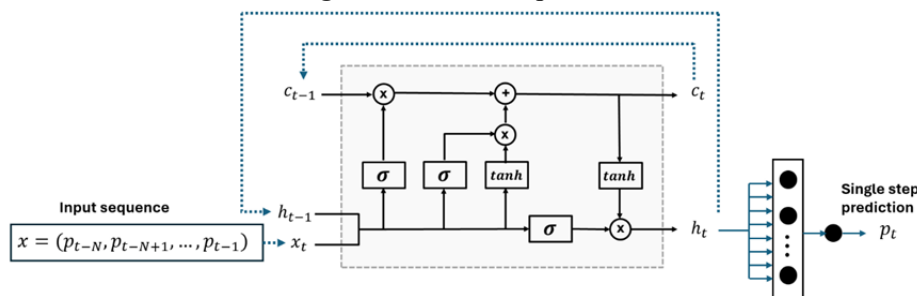 c_{t-1}
x
+
c_t
x
σ
σ
tanh
tanh
Input sequence
h_{t-1}
Single step
prediction
x = (p_{t-N}, p_{t-N+1}, ..., p_{t-1})
x_t
σ
x
h_t
p_t